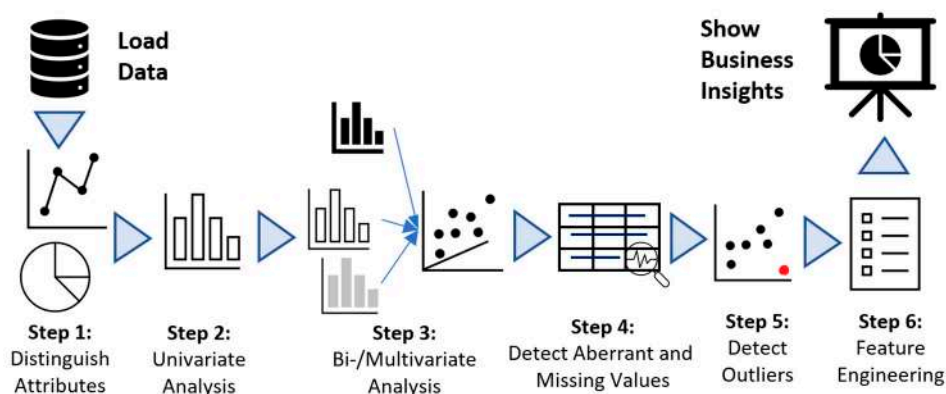 Load
Data
Show
Business
Insights
Step 1:
Distinguish
Attributes
Step 2:
Univariate
Analysis
Step 3:
Bi-/Multivariate
Analysis
Step 4:
Detect Aberrant and
Missing Values
Step 5:
Detect
Outliers
Step 6:
Feature
Engineering